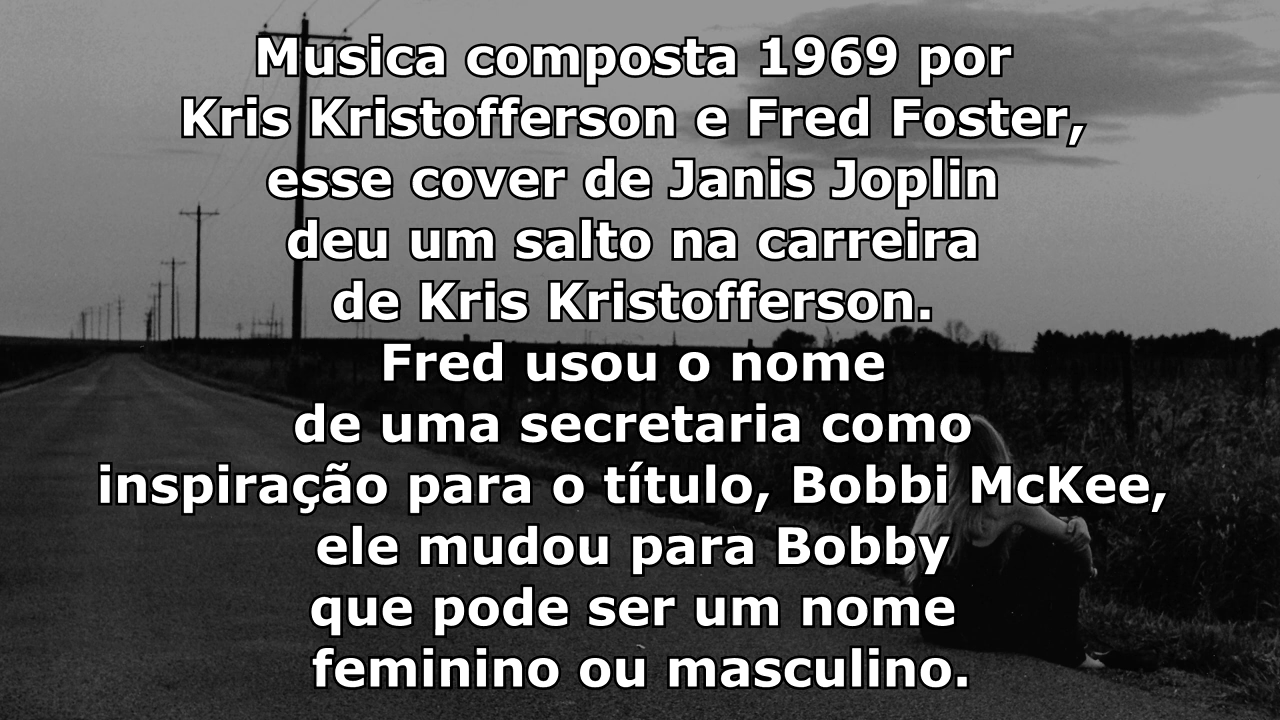 Musica composta 1969 por
Kris Kristofferson e Fred Foster,
esse cover de Janis Joplin
deu um salto na carreira
de Kris Kristofferson.
Fred usou o nome
de uma secretaria como
inspiração para o título, Bobbi McKee,
ele mudou para Bobby
que pode ser um nome
feminino ou masculino.